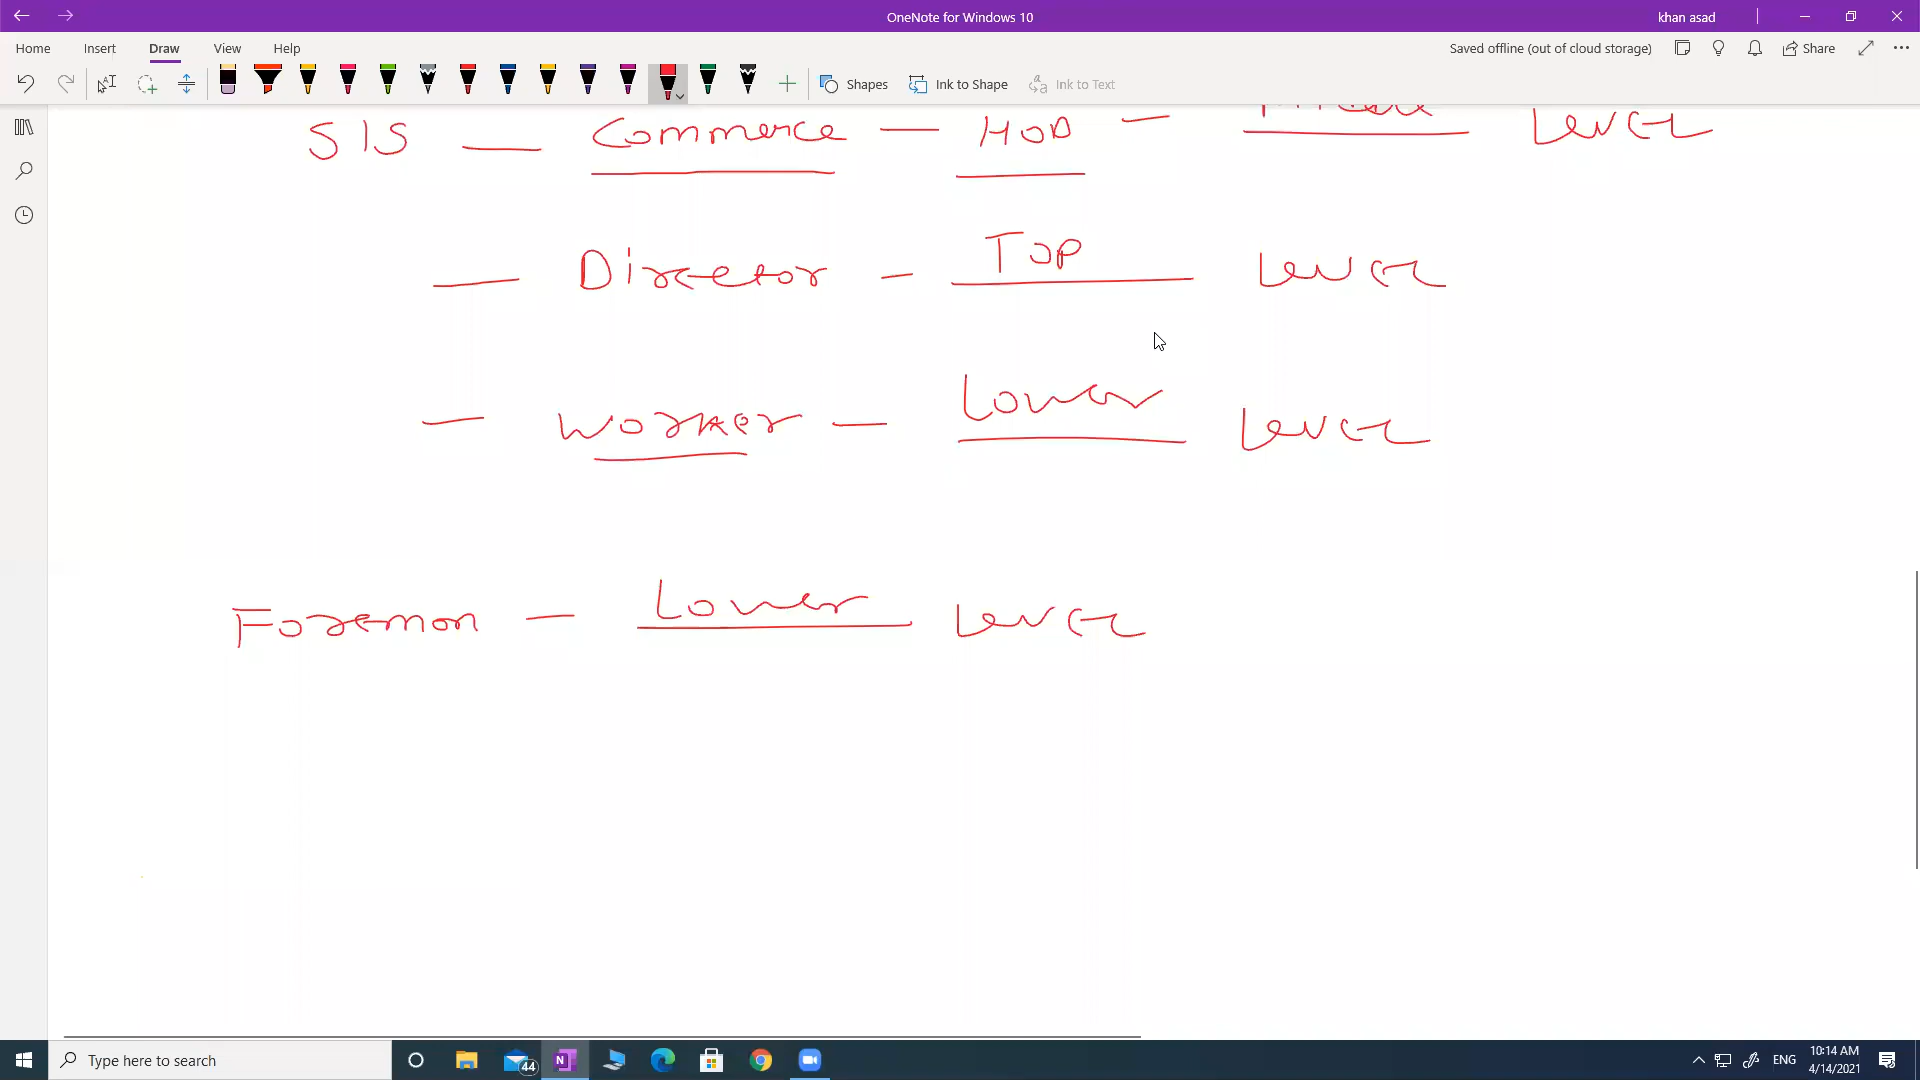 OneNote for Windows 10
khan asad
Home Insert Draw View Help
Saved offline (out of cloud storage)
Share
Shapes
Ink to Shape
Ink to Text
SIS — Commerce — HOD — Level
— Director - TOP Level
— Worker — Lower Level
Foremon — Lower Level
Type here to search
44
ENG
10:14 AM
4/14/2021